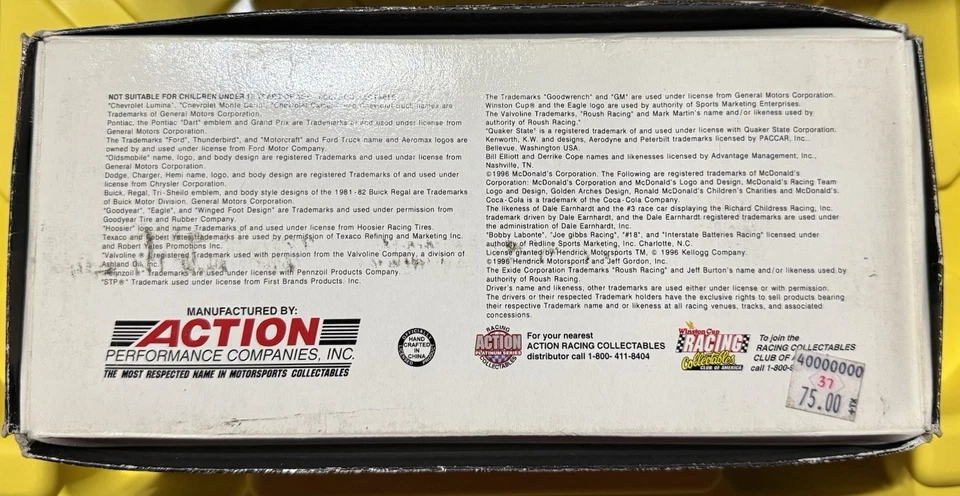 NOT SUITABLE FOR CHILDREN UNDER
"Chevrolet Lumina", "Chevrolet Monte Carlo", "Chevrolet and Chevrolet names are
Trademarks of General Motors Corporation.
Pontiac, the Pontiac "Dart" emblem and Grand Prix are Trademarks of and used under license from
General Motors Corporation.
The Trademarks "Ford", Thunderbird", and "Motorcraft" and Ford Truck name and Aeromax logos are
owned by and used under license from Ford Motor Company.
"Oldsmobile" name, logo, and body design are registered Trademarks and used under license from
General Motors Corporation.
Dodge, Charger, Hemi name, logo, and body design are registered Trademarks of and used under
license from Chrysler Corporation.
Buick, Regal, Tri-Sheild emblem, and body style designs of the 1981-82 Buick Regal are Trademarks
of Buick Motor Division. General Motors Corporation.
"Goodyear", "Eagle", and "Winged Foot Design" are Trademarks and used under permission from
Goodyear Tire and Rubber Company.
"Hoosier" logo and name Trademarks of and used under license from Hoosier Racing Tires.
Texaco and Robert Yates Trademarks are used by permission of Texaco Refining and Marketing Inc.
and Robert Yates Promotions Inc.
"Valvoline ® registered Trademark used with permission from the Valvoline Company, a division of
Ashland Oil.
"Pennzoil" Trademarks are used under license with Pennzoil Products Company.
"STP®" Trademark used under license from First Brands Products, Inc.
MANUFACTURED BY:
ACTION
PERFORMANCE COMPANIES, INC.
THE MOST RESPECTED NAME IN MOTORSPORTS COLLECTABLES
OFFICIALLY
HAND
CRAFTED
IN
CHINA
The Trademarks "Goodwrench" and "GM" are used under license from General Motors Corporation.
Winston Cup® and the Eagle logo are used by authority of Sports Marketing Enterprises.
The Valvoline Trademarks, "Roush Racing" and Mark Martin's name and/or likeness used by
authority of Roush Racing."
"Quaker State" is a registered trademark of and used under license with Quaker State Corporation.
Kenworth, K.W. and designs, Aerodyne and Peterbilt trademarks licensed by PACCAR, Inc.,
Bellevue, Washington USA.
Bill Elliott and Derrike Cope names and likenesses licensed by Advantage Management, Inc.,
Nashville, TN.
©1996 McDonald's Corporation. The Following are registered trademarks of McDonald's
Corporation: McDonald's Corporation and McDonald's Logo and Design, McDonald's Racing Team
Logo and Design, Golden Arches Design, Ronald McDonald's Children's Charities and McDonald's.
Coca-Cola is a trademark of the Coca-Cola Company.
The likeness of Dale Earnhardt and the #3 race car displaying the Richard Childress Racing, Inc.
trademark driven by Dale Earnhardt, and the Dale Earnhardt registered trademarks are used under
the administration of Dale Earnhardt, Inc.
"Bobby Labonte", "Joe gibbs Racing", "#18", and "Interstate Batteries Racing" licensed under
authority of Redline Sports Marketing, Inc. Charlotte, N.C.
License granted by Hendrick Motorsports TM, © 1996 Kellogg Company.
©1996 Hendrick Motorsports and Jeff Gordon, Inc.
The Exide Corporation Trademarks "Roush Racing" and Jeff Burton's name and/or likeness used by
authority of Roush Racing.
Driver's name and likeness, other trademarks are used either under license or with permission.
The drivers or their respected Trademark holders have the exclusive rights to sell products bearing
their respective Trademark name and or likeness at all racing venues, tracks, and associated
concessions.
RACING
ACTION
PLATINUM SERIES
COLLECTABLES
For your nearest
ACTION RACING COLLECTABLES
distributor call 1-800- 411-8404
Winston Cup
RACING
Collectables
CLUB OF AMERICA
To join the
RACING COLLECTABLES
CLUB OF
call 1-800-
40000000
37
75.00